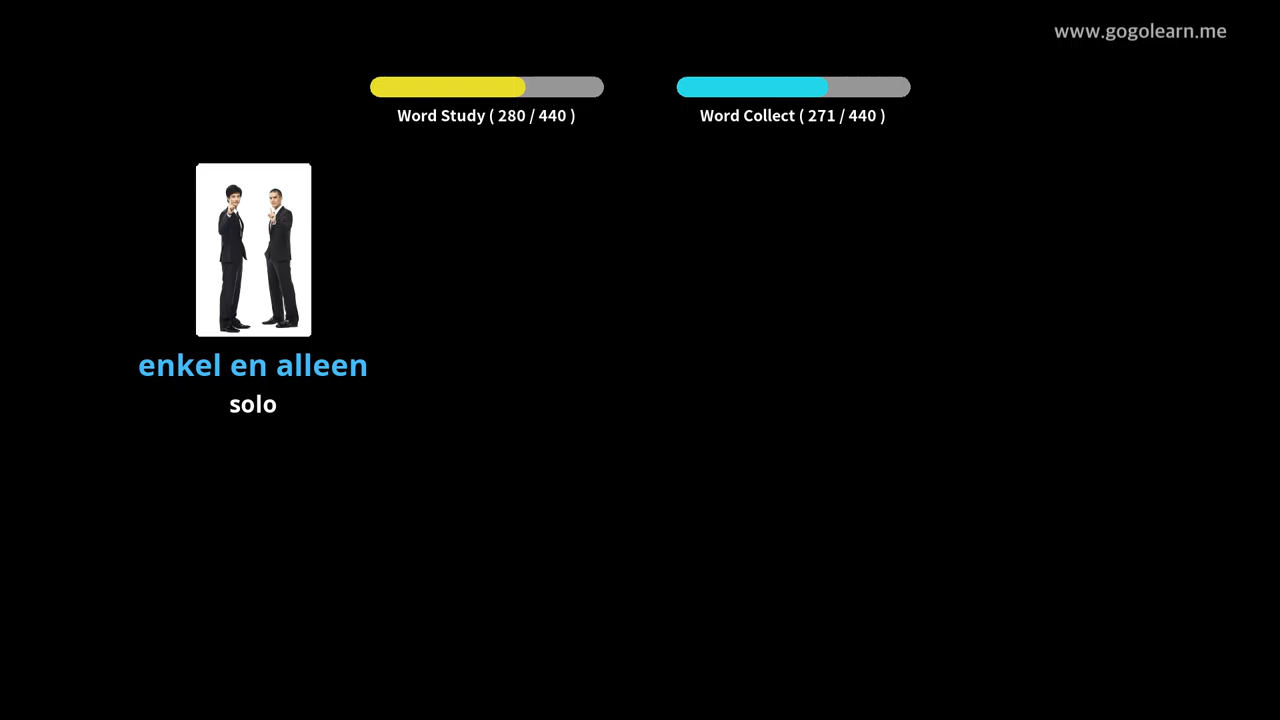 www.gogolearn.me
Word Study ( 280 / 440 )
Word Collect ( 271 / 440 )
enkel en alleen
solo